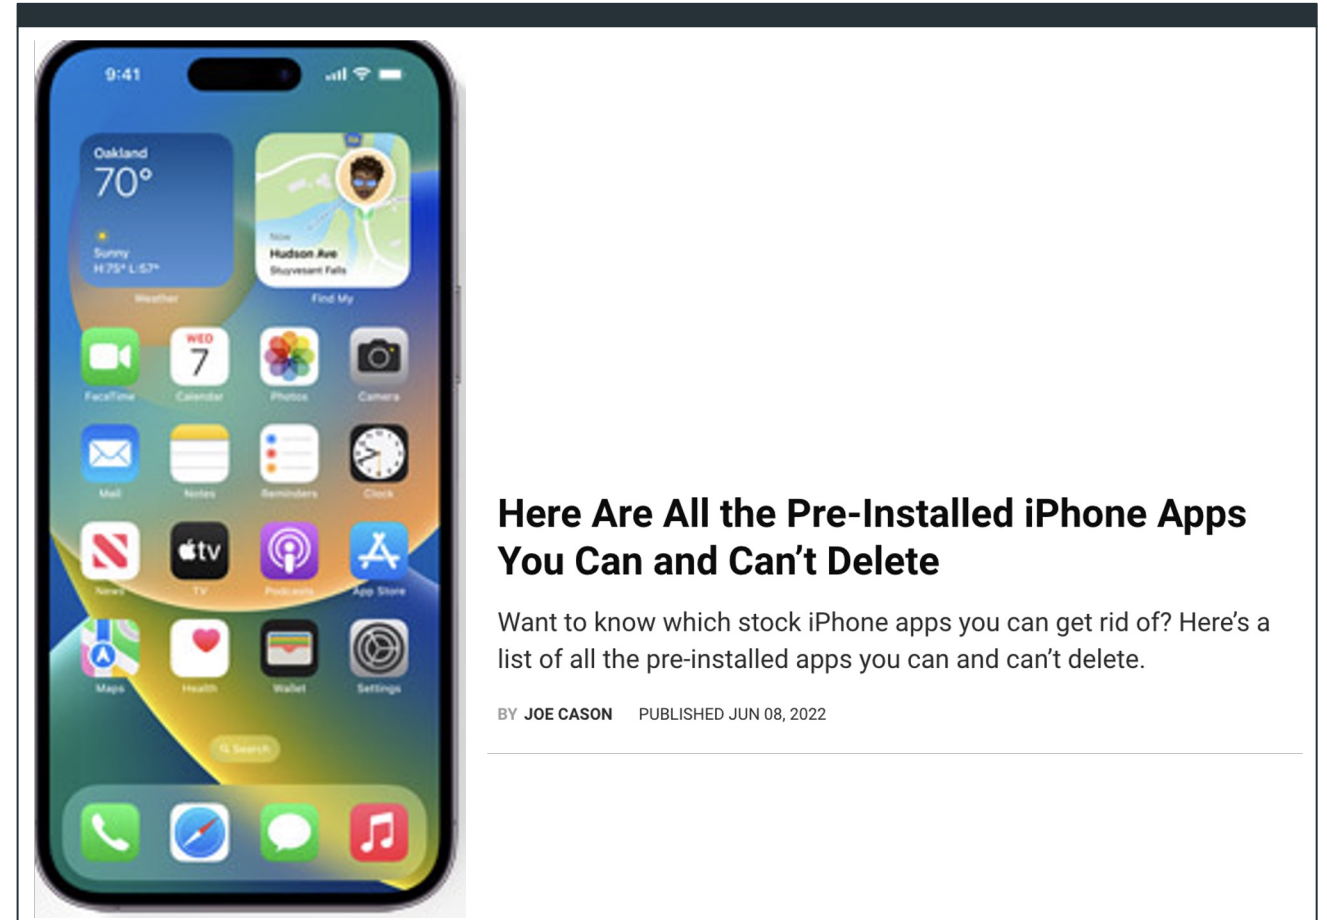 9:41
Oakland
70°
Sunny
H:75° L:57°
Weather
Now
Hudson Ave
Stuyvesant Falls
Find My
FaceTime
WED
7
Calendar
Photos
Camera
Mail
Notes
Reminders
Clock
tv
News
TV
Podcasts
App Store
Maps
Health
Wallet
Settings
Search
Here Are All the Pre-Installed iPhone Apps
You Can and Can’t Delete
Want to know which stock iPhone apps you can get rid of? Here’s a
list of all the pre-installed apps you can and can’t delete.
BY JOE CASON PUBLISHED JUN 08, 2022